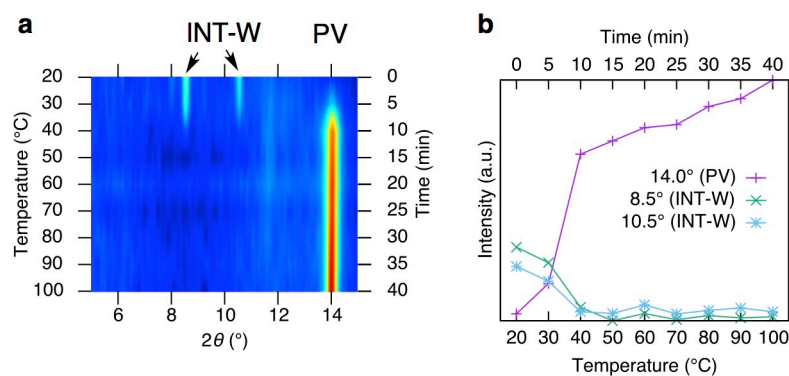 a
INT-W PV
Temperature (°C)
20
30
40
50
60
70
80
90
100
0
5
10
15
20
25
30
35
40
Time (min)
6 8 10 12 14
2θ (°)
b
Time (min)
0 5 10 15 20 25 30 35 40
Intensity (a.u.)
14.0° (PV)
8.5° (INT-W)
10.5° (INT-W)
20 30 40 50 60 70 80 90 100
Temperature (°C)